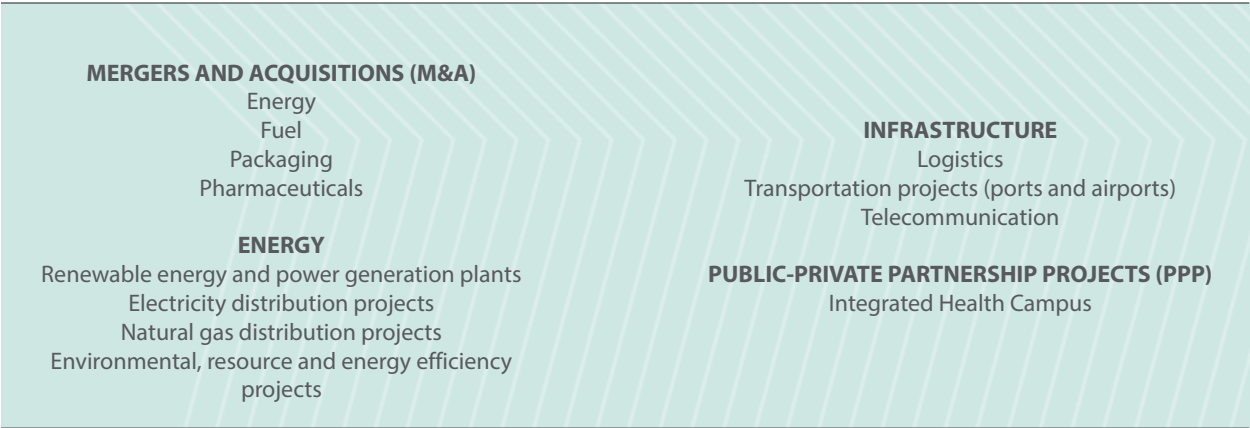 MERGERS AND ACQUISITIONS (M&A)
Energy
Fuel
Packaging
Pharmaceuticals
ENERGY
Renewable energy and power generation plants
Electricity distribution projects
Natural gas distribution projects
Environmental, resource and energy efficiency
projects
INFRASTRUCTURE
Logistics
Transportation projects (ports and airports)
Telecommunication
PUBLIC-PRIVATE PARTNERSHIP PROJECTS (PPP)
Integrated Health Campus